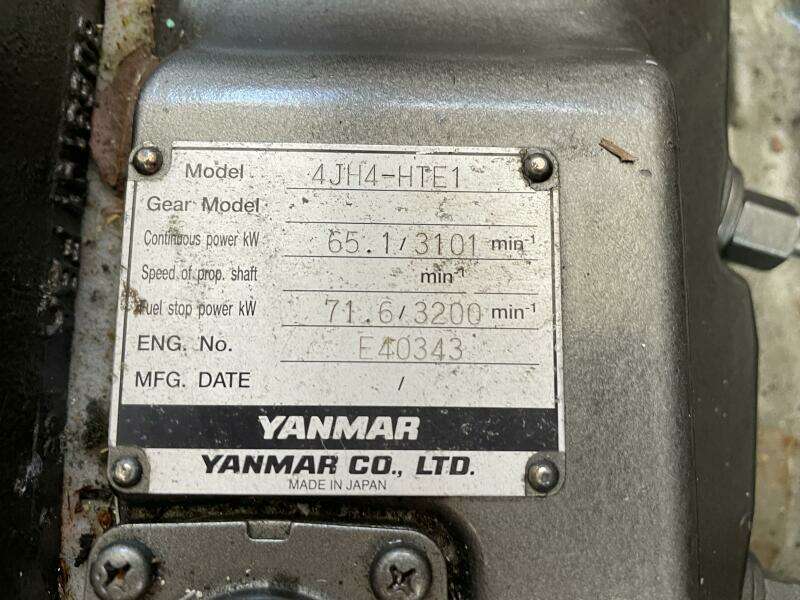 Model 4JH4-HTE1
Gear Model
Continuous power kW 65.1/3101 min-1
Speed of prop. shaft min-1
Fuel stop power kW 71.6/3200 min-1
ENG. No. E40343
MFG. DATE /
YANMAR
YANMAR CO., LTD.
MADE IN JAPAN